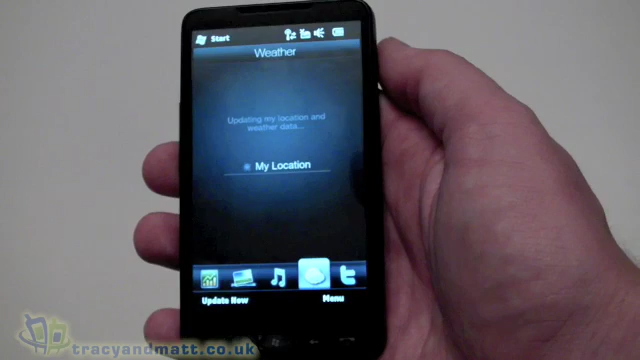 Start
Weather
Updating my location and
weather data...
My Location
Update Now
Menu
tracyandmatt.co.uk